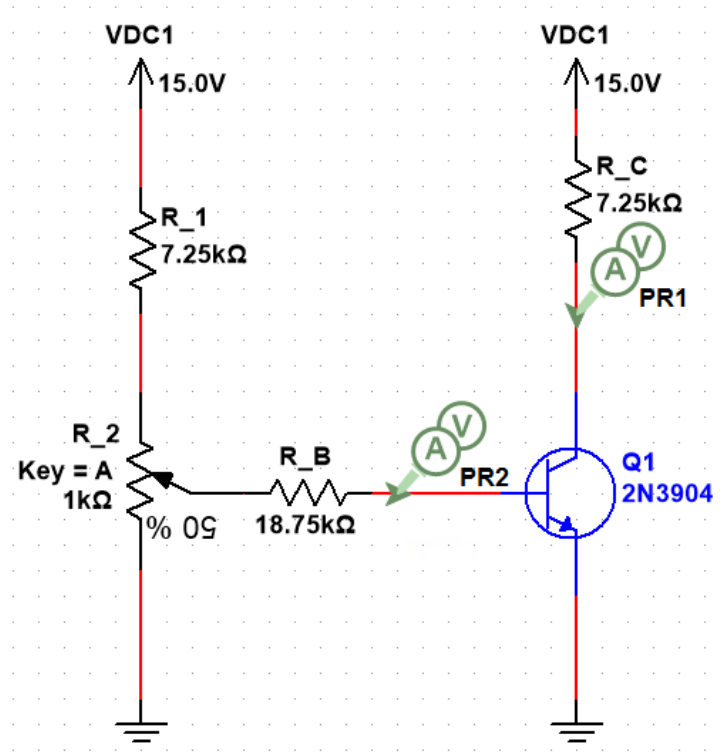 VDC1
15.0V
R_1
7.25kΩ
R_2
Key = A
1kΩ
50 %
R_B
18.75kΩ
A
V
PR2
VDC1
15.0V
R_C
7.25kΩ
A
V
PR1
Q1
2N3904